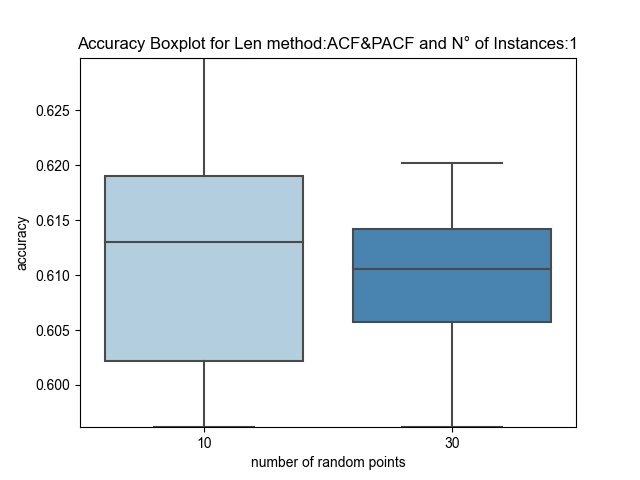 Accuracy Boxplot for Len method:ACF&PACF and N° of Instances:1
0.625
0.620
0.615
0.610
0.605
0.600
accuracy
10
30
number of random points